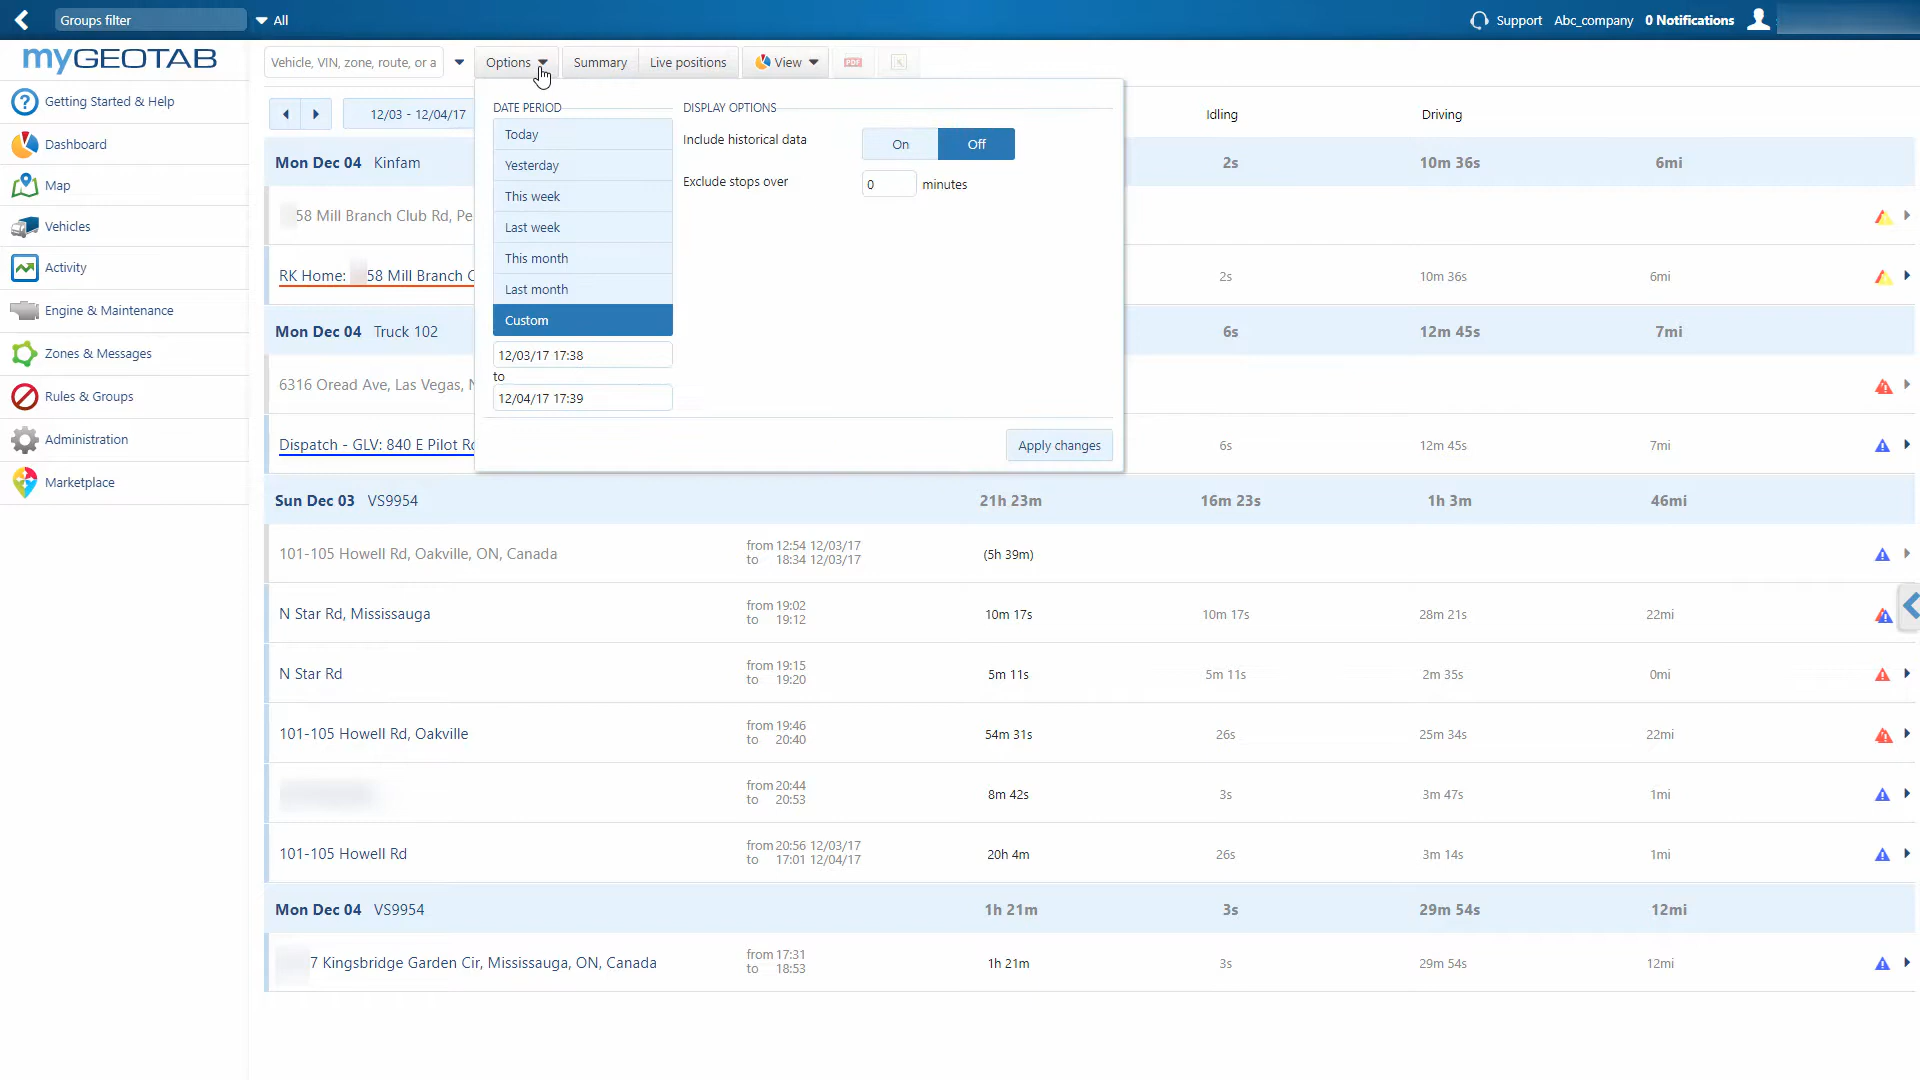 Groups filter
All
Support
Abc_company
0 Notifications
myGEOTAB
Vehicle, VIN, zone, route, or a
Options
Summary
Live positions
View
PDF
Getting Started & Help
Dashboard
Map
Vehicles
Activity
Engine & Maintenance
Zones & Messages
Rules & Groups
Administration
Marketplace
12/03 - 12/04/17
Idling
Driving
DATE PERIOD
Today
Yesterday
This week
Last week
This month
Last month
Custom
12/03/17 17:38
to
12/04/17 17:39
DISPLAY OPTIONS
Include historical data
On
Off
Exclude stops over
0
minutes
Apply changes
Mon Dec 04 Kinfam
2s
10m 36s
6mi
58 Mill Branch Club Rd, Pe
RK Home: 58 Mill Branch C
2s
10m 36s
6mi
Mon Dec 04 Truck 102
6s
12m 45s
7mi
6316 Oread Ave, Las Vegas, N
Dispatch - GLV: 840 E Pilot Rd
6s
12m 45s
7mi
Sun Dec 03 VS9954
21h 23m
16m 23s
1h 3m
46mi
101-105 Howell Rd, Oakville, ON, Canada
from 12:54 12/03/17
to 18:34 12/03/17
(5h 39m)
N Star Rd, Mississauga
from 19:02
to 19:12
10m 17s
10m 17s
28m 21s
22mi
N Star Rd
from 19:15
to 19:20
5m 11s
5m 11s
2m 35s
0mi
101-105 Howell Rd, Oakville
from 19:46
to 20:40
54m 31s
26s
25m 34s
22mi
from 20:44
to 20:53
8m 42s
3s
3m 47s
1mi
101-105 Howell Rd
from 20:56 12/03/17
to 17:01 12/04/17
20h 4m
26s
3m 14s
1mi
Mon Dec 04 VS9954
1h 21m
3s
29m 54s
12mi
7 Kingsbridge Garden Cir, Mississauga, ON, Canada
from 17:31
to 18:53
1h 21m
3s
29m 54s
12mi